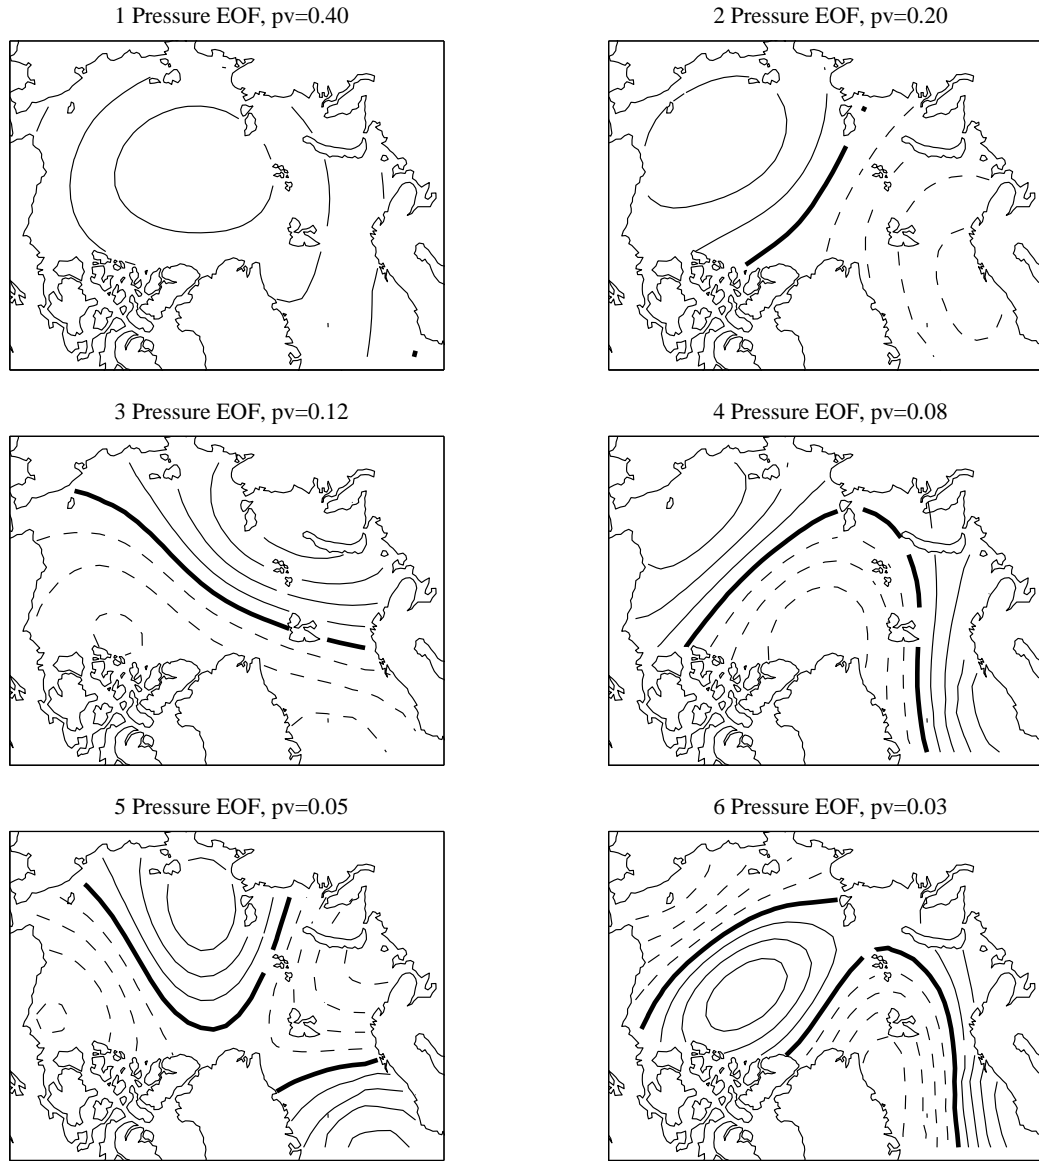 1 Pressure EOF, pv=0.40
2 Pressure EOF, pv=0.20
3 Pressure EOF, pv=0.12
4 Pressure EOF, pv=0.08
5 Pressure EOF, pv=0.05
6 Pressure EOF, pv=0.03